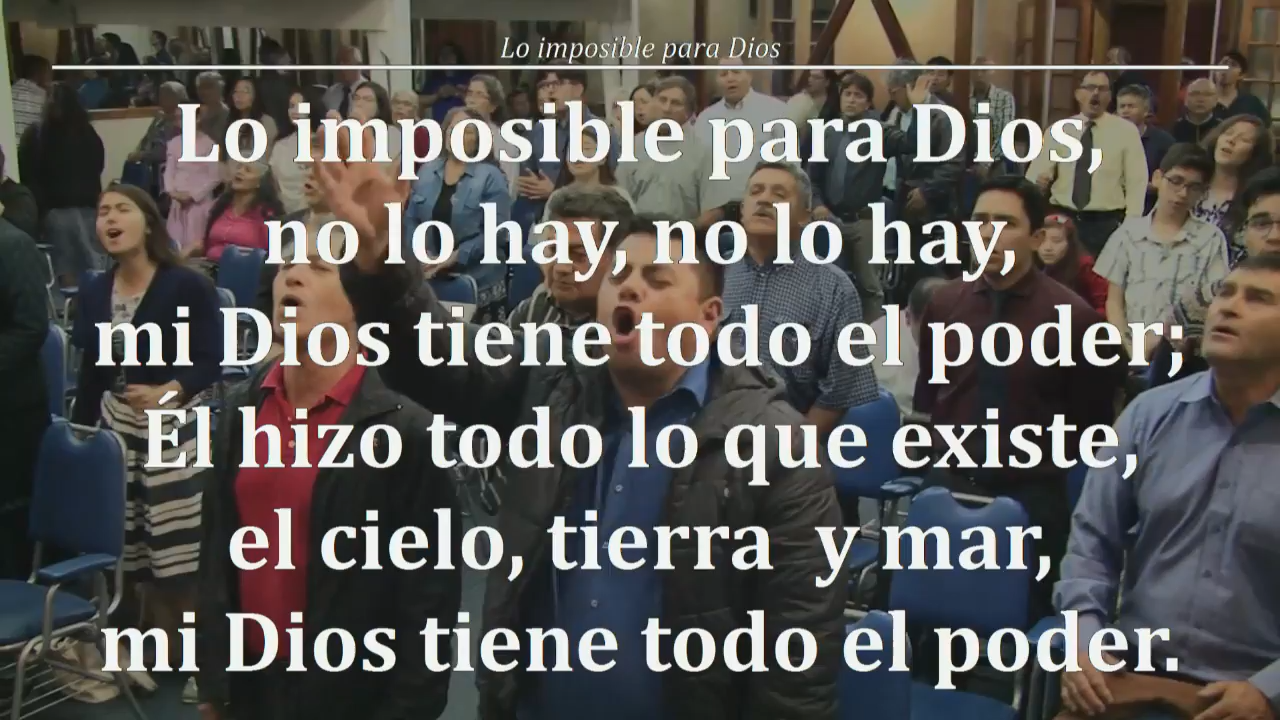 Lo imposible para Dios
Lo imposible para Dios,
no lo hay, no lo hay,
mi Dios tiene todo el poder;
Él hizo todo lo que existe,
el cielo, tierra  y mar,
mi Dios tiene todo el poder.